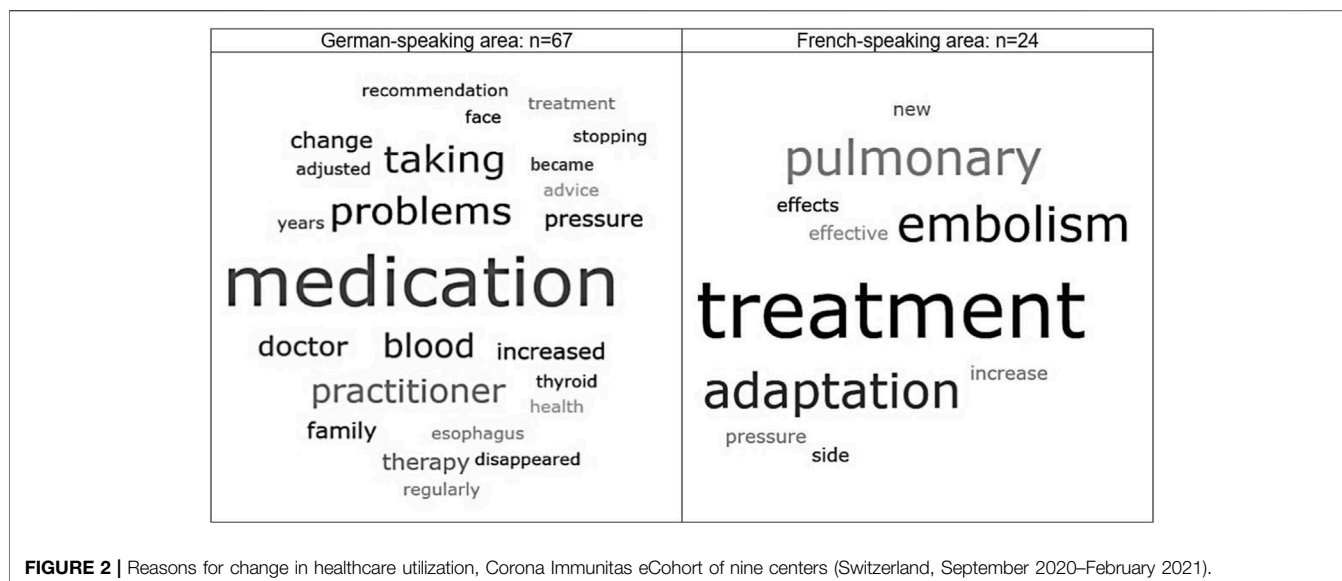 German-speaking area: n=67
French-speaking area: n=24
recommendation
treatment
face
change
stopping
taking
adjusted
became
advice
years
problems
pressure
medication
doctor
blood
increased
practitioner
thyroid
health
family
esophagus
therapy
disappeared
regularly
new
pulmonary
effects
effective
embolism
treatment
adaptation
increase
pressure
side
FIGURE 2 | Reasons for change in healthcare utilization, Corona Immunitas eCohort of nine centers (Switzerland, September 2020–February 2021).